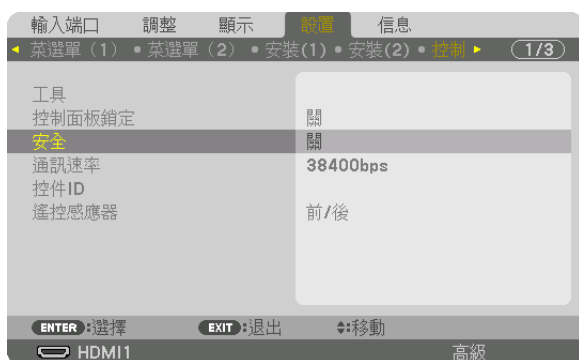 輸入端口 調整 顯示 設置 信息
◂ 菜選單（1） • 菜選單（2） • 安裝(1) • 安裝(2) • 控制 ▸ 1/3
工具
控制面板鎖定 關
安全 關
通訊速率 38400bps
控件ID
遙控感應器 前/後
ENTER:選擇 EXIT:退出 ♦:移動
HDMI1 高級